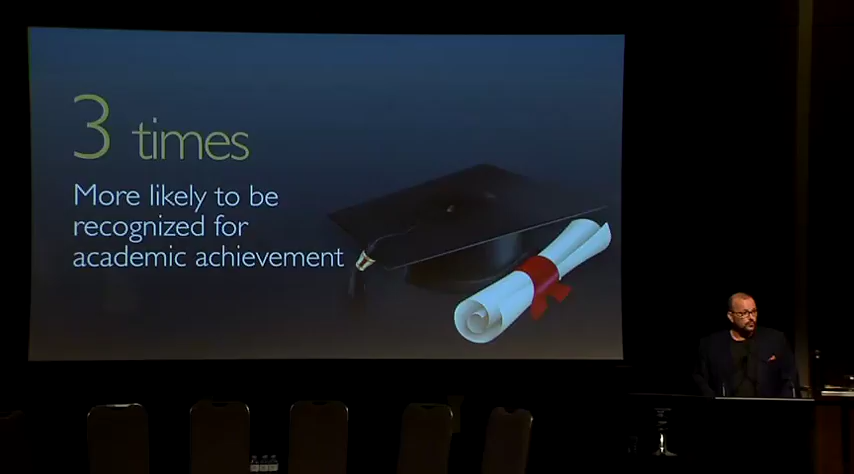 3 times
More likely to be
recognized for
academic achievement